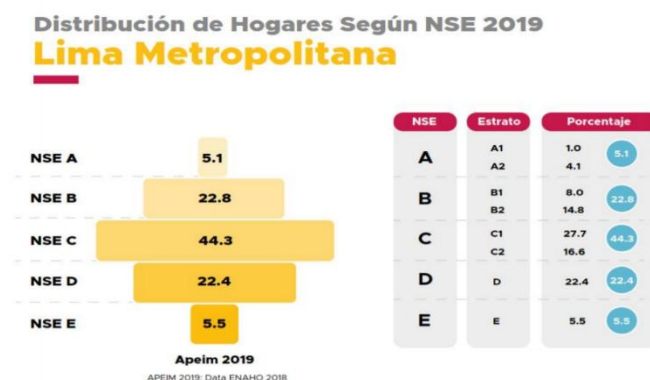 Distribución de Hogares Según NSE 2019
Lima Metropolitana
NSE A 5.1
NSE B 22.8
NSE C 44.3
NSE D 22.4
NSE E 5.5
Apeim 2019
APEIM 2019: Data ENAHO 2018
NSE Estrato Porcentaje
A A1 1.0 5.1
A2 4.1
B B1 8.0 22.8
B2 14.8
C C1 27.7 44.3
C2 16.6
D D 22.4 22.4
E E 5.5 5.5